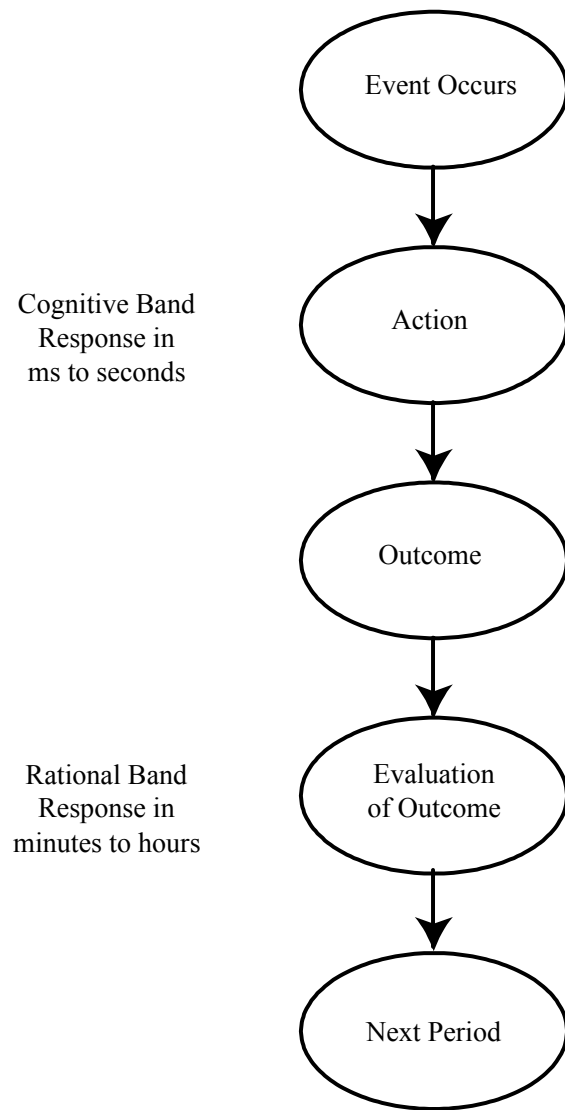 Event Occurs
Cognitive Band
Response in
ms to seconds
Action
Outcome
Rational Band
Response in
minutes to hours
Evaluation
of Outcome
Next Period